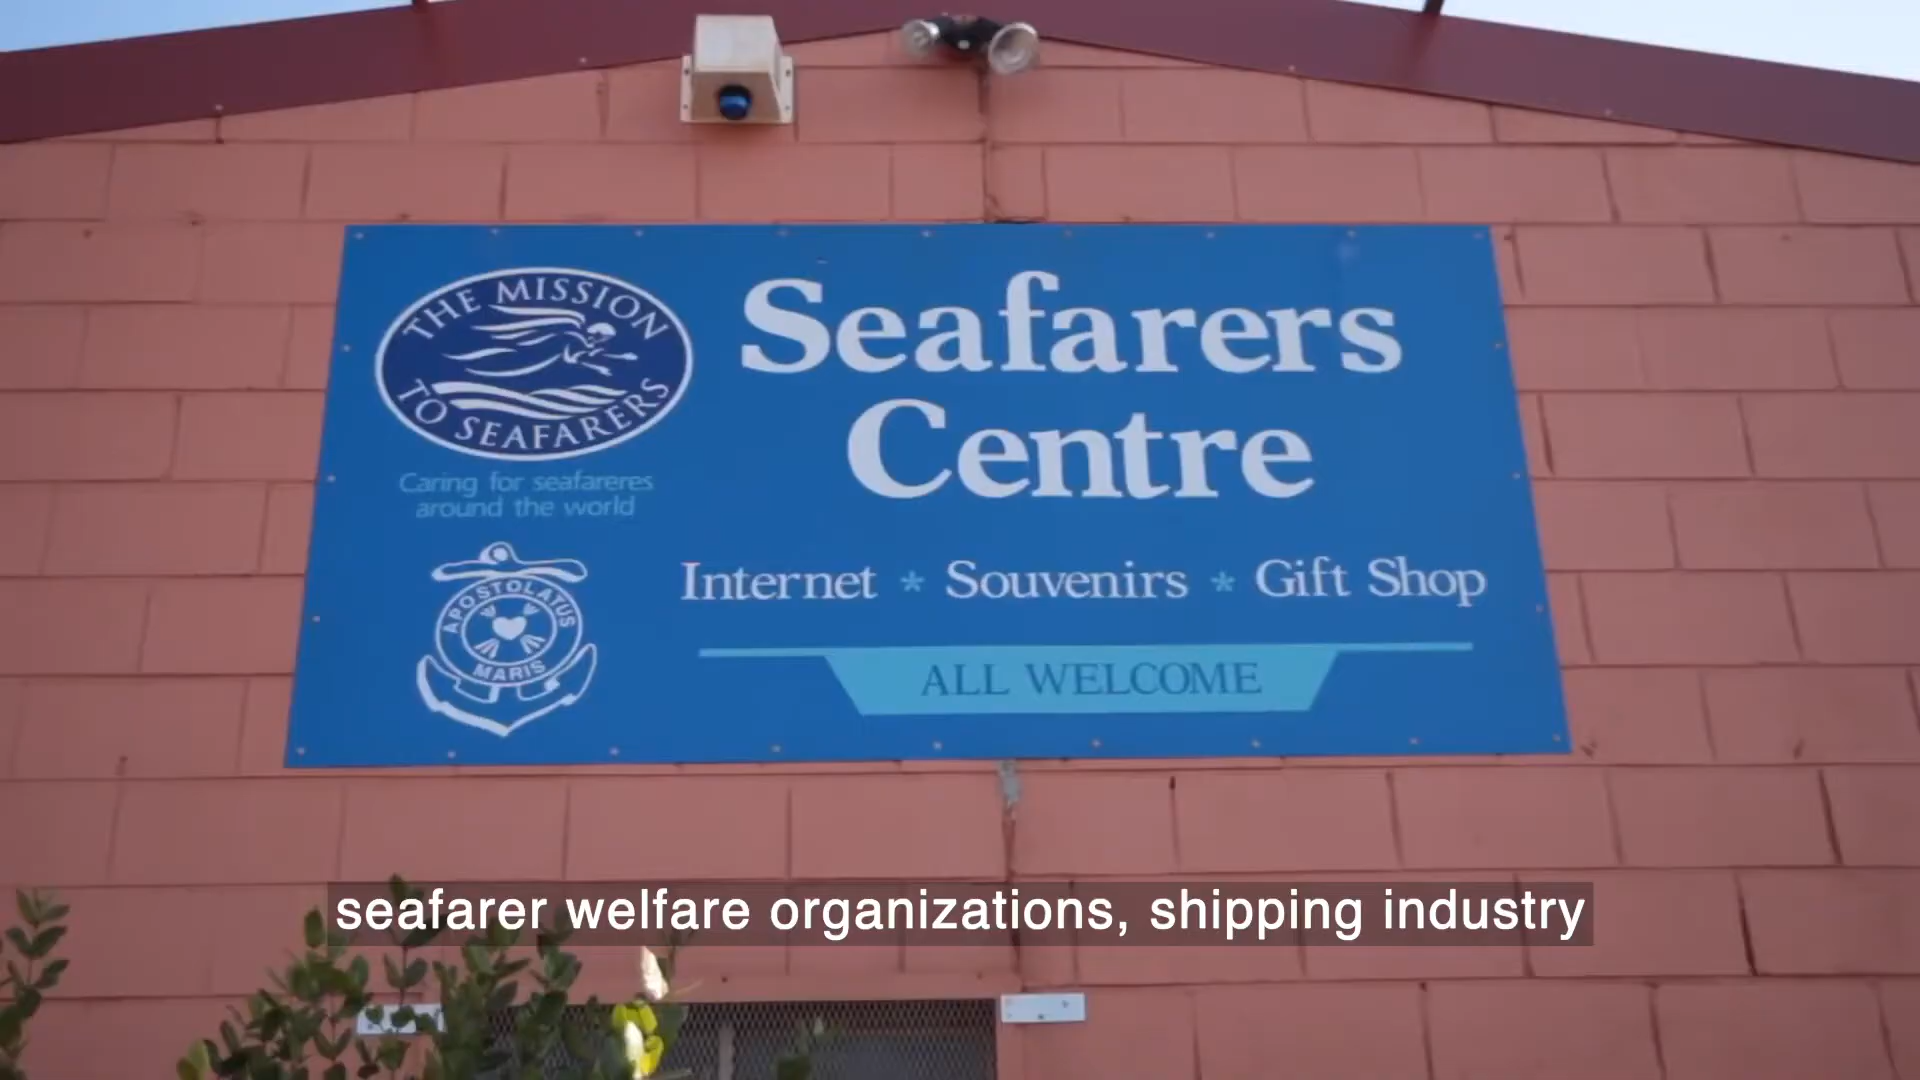 THE MISSION
TO SEAFARERS
Caring for seafareres
around the world
APOSTOLATUS
MARIS
Seafarers
Centre
Internet * Souvenirs * Gift Shop
ALL WELCOME
seafarer welfare organizations, shipping industry